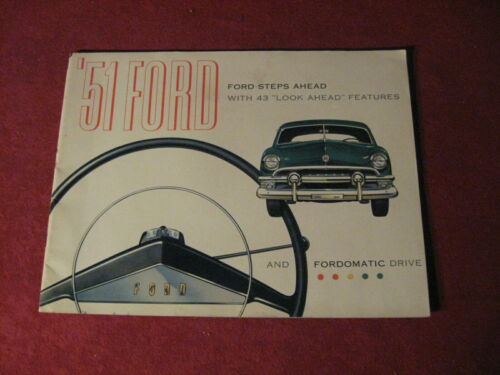 '51 FORD
FORD STEPS AHEAD
WITH 43 "LOOK AHEAD" FEATURES
AND FORDOMATIC DRIVE
FORD